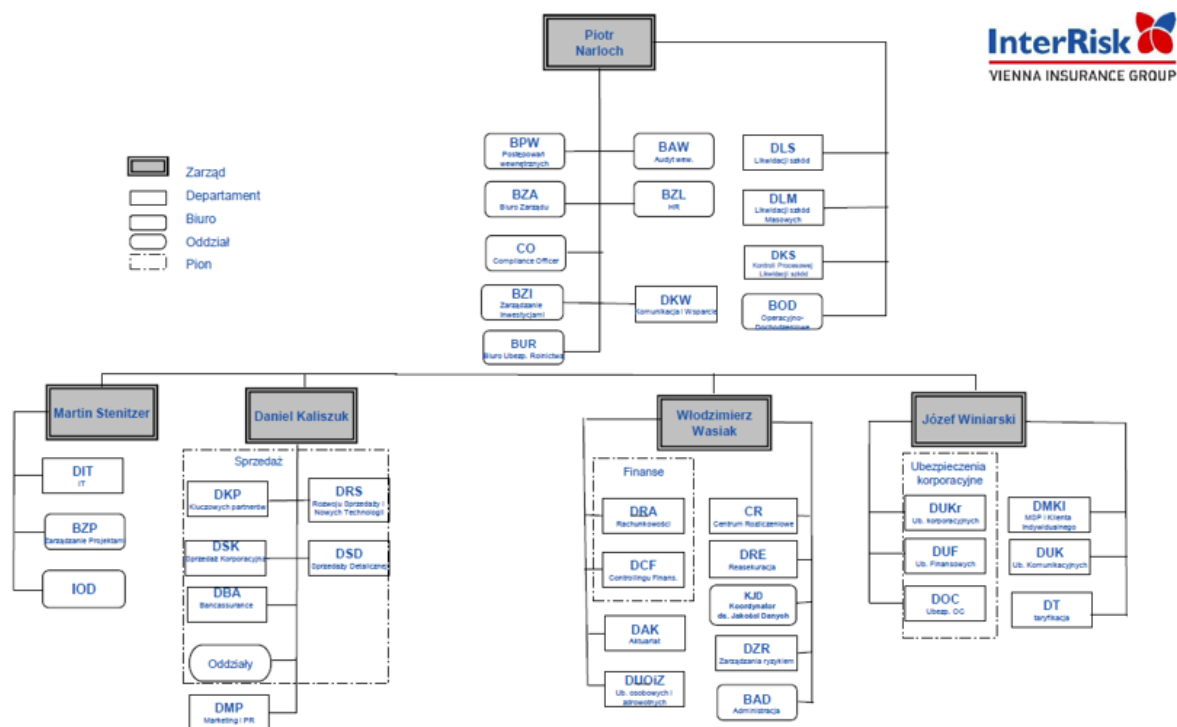 Piotr
Narloch
InterRisk
VIENNA INSURANCE GROUP
Zarząd
Departament
Biuro
Oddział
Pion
BPW
Postępowań
wewnętrznych
BAW
Audyt wew.
DLS
Likwidacji szkód
BZA
Biuro Zarządu
BZL
HR
DLM
Likwidacji szkód
Masowych
CO
Compliance Officer
DKS
Kontroli Procesowej
Likwidacji szkód
BZI
Zarządzanie
Inwestycjami
DKW
Komunikacja i Wsparcie
BOD
Operacyjno-
Dochodzeniowe
BUR
Biuro Ubezp. Rolnictwa
Martin Stenitzer
DIT
IT
BZP
Zarządzanie Projektami
IOD
Daniel Kaliszuk
Sprzedaż
DKP
Kluczowych partnerów
DRS
Rozwoju Sprzedaży i
Nowych Technologii
DSK
Sprzedaż Korporacyjna
DSD
Sprzedaży Detalicznej
DBA
Bancassurance
Oddziały
DMP
Marketing i PR
Włodzimierz
Wasiak
Finanse
DRA
Rachunkowości
DCF
Controllingu Finans.
DAK
Aktuariat
DUOiZ
Ub. osobowych i
zdrowotnych
CR
Centrum Rozliczeniowe
DRE
Reasekuracja
KJD
Koordynator
ds. Jakości Danych
DZR
Zarządzania ryzykiem
BAD
Administracja
Józef Winiarski
Ubezpieczenia
korporacyjne
DUKr
Ub. korporacyjnych
DUF
Ub. Finansowych
DOC
Ubezp. OC
DMKI
MSP i Klienta
Indywidualnego
DUK
Ub. Komunikacyjnych
DT
taryfikacja